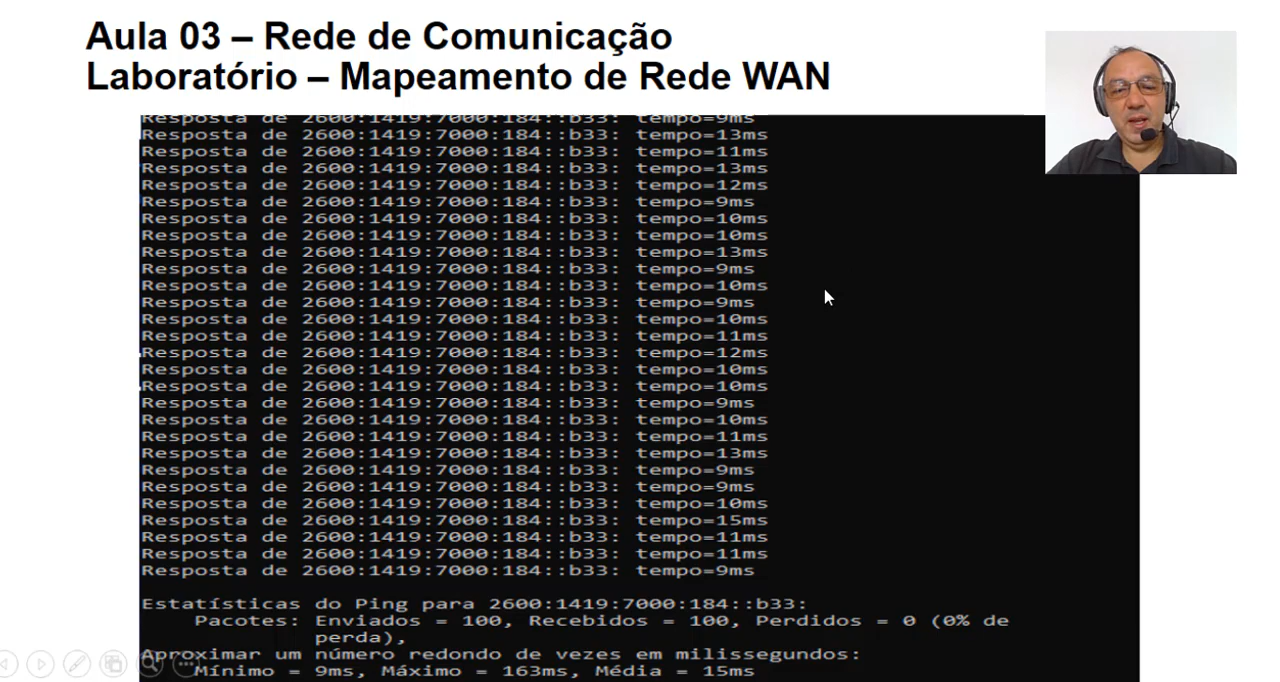 Aula 03 – Rede de Comunicação
Laboratório – Mapeamento de Rede WAN
Resposta de 2600:1419:7000:184::b33: tempo=9ms
Resposta de 2600:1419:7000:184::b33: tempo=13ms
Resposta de 2600:1419:7000:184::b33: tempo=11ms
Resposta de 2600:1419:7000:184::b33: tempo=13ms
Resposta de 2600:1419:7000:184::b33: tempo=12ms
Resposta de 2600:1419:7000:184::b33: tempo=9ms
Resposta de 2600:1419:7000:184::b33: tempo=10ms
Resposta de 2600:1419:7000:184::b33: tempo=10ms
Resposta de 2600:1419:7000:184::b33: tempo=13ms
Resposta de 2600:1419:7000:184::b33: tempo=9ms
Resposta de 2600:1419:7000:184::b33: tempo=10ms
Resposta de 2600:1419:7000:184::b33: tempo=9ms
Resposta de 2600:1419:7000:184::b33: tempo=10ms
Resposta de 2600:1419:7000:184::b33: tempo=11ms
Resposta de 2600:1419:7000:184::b33: tempo=12ms
Resposta de 2600:1419:7000:184::b33: tempo=10ms
Resposta de 2600:1419:7000:184::b33: tempo=10ms
Resposta de 2600:1419:7000:184::b33: tempo=9ms
Resposta de 2600:1419:7000:184::b33: tempo=10ms
Resposta de 2600:1419:7000:184::b33: tempo=11ms
Resposta de 2600:1419:7000:184::b33: tempo=13ms
Resposta de 2600:1419:7000:184::b33: tempo=9ms
Resposta de 2600:1419:7000:184::b33: tempo=9ms
Resposta de 2600:1419:7000:184::b33: tempo=10ms
Resposta de 2600:1419:7000:184::b33: tempo=15ms
Resposta de 2600:1419:7000:184::b33: tempo=11ms
Resposta de 2600:1419:7000:184::b33: tempo=11ms
Resposta de 2600:1419:7000:184::b33: tempo=9ms
Estatísticas do Ping para 2600:1419:7000:184::b33:
Pacotes: Enviados = 100, Recebidos = 100, Perdidos = 0 (0% de
perda),
Aproximar um número redondo de vezes em milissegundos:
Mínimo = 9ms, Máximo = 163ms, Média = 15ms